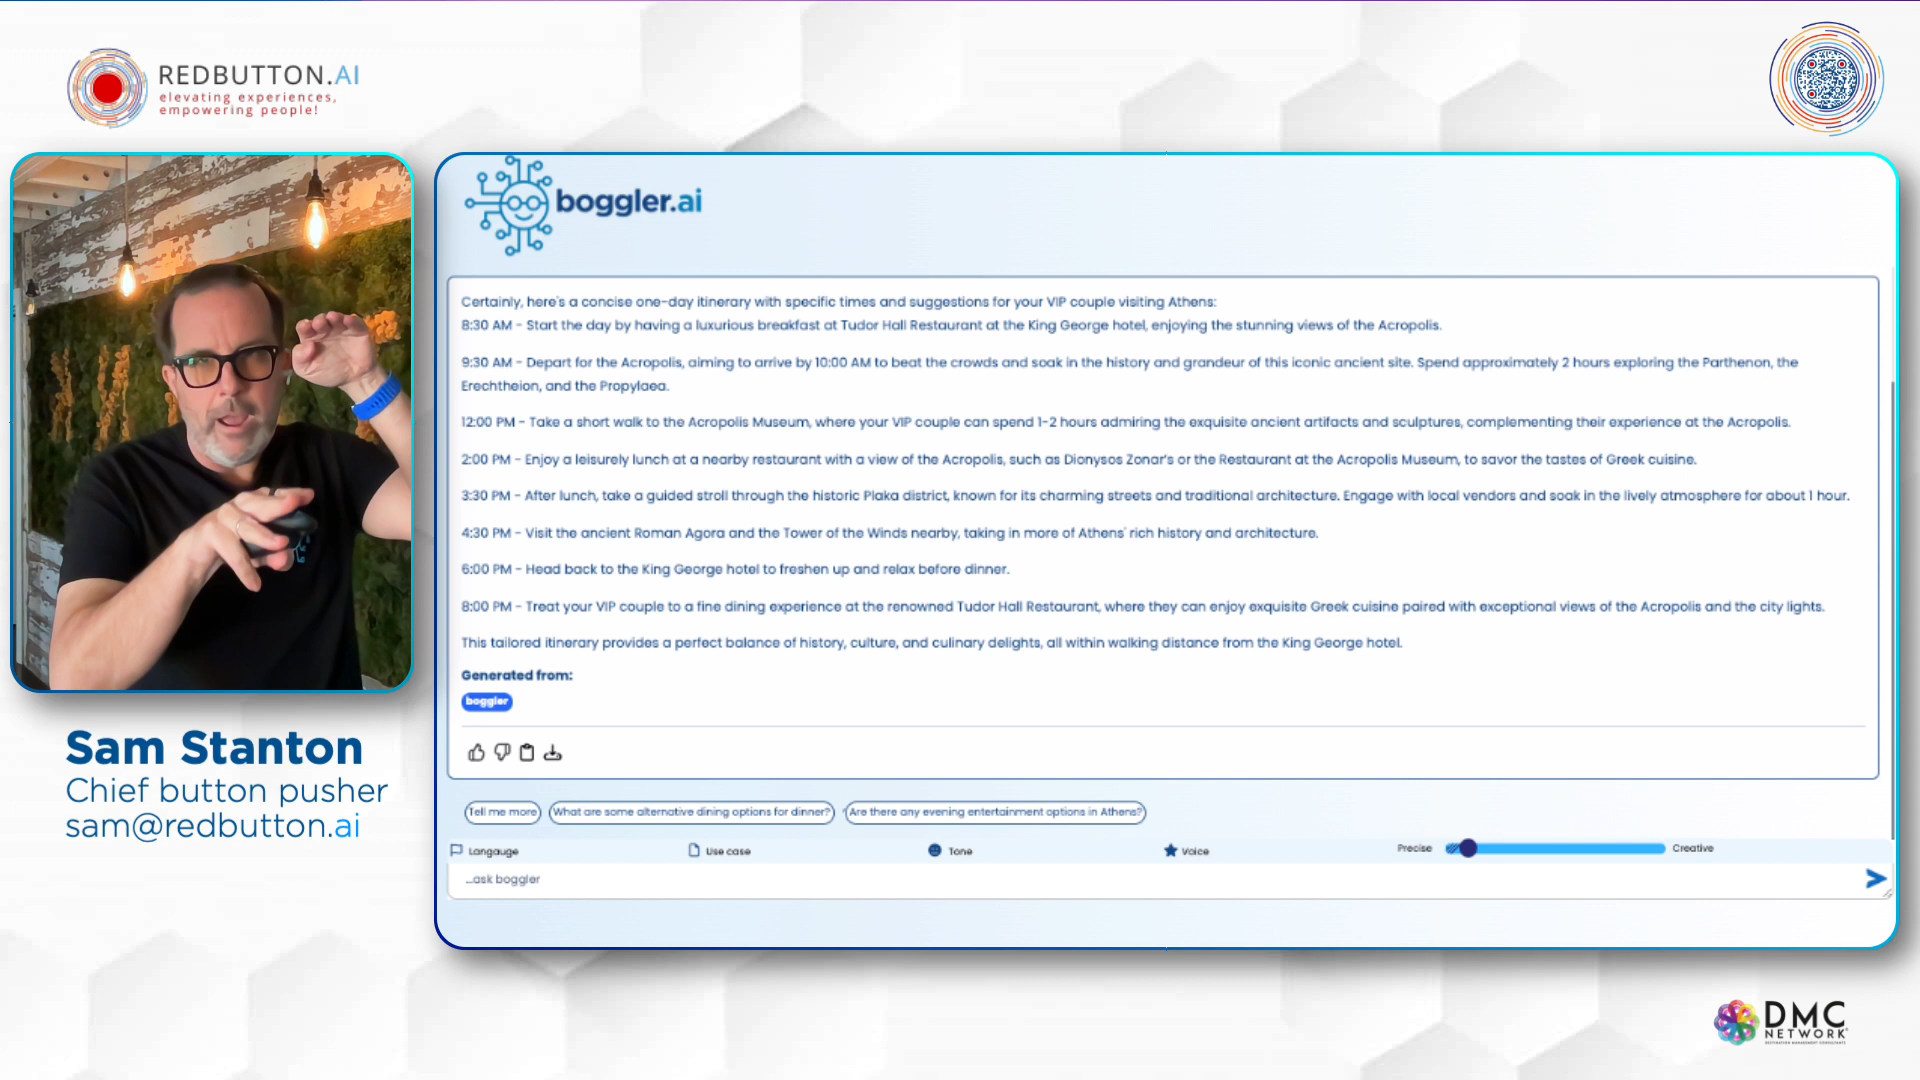 REDBUTTON.AI
elevating experiences,
empowering people!
boggler.ai
Certainly, here's a concise one-day itinerary with specific times and suggestions for your VIP couple visiting Athens:
8:30 AM - Start the day by having a luxurious breakfast at Tudor Hall Restaurant at the King George hotel, enjoying the stunning views of the Acropolis.
9:30 AM - Depart for the Acropolis, aiming to arrive by 10:00 AM to beat the crowds and soak in the history and grandeur of this iconic ancient site. Spend approximately 2 hours exploring the Parthenon, the
Erechtheion, and the Propylaea.
12:00 PM - Take a short walk to the Acropolis Museum, where your VIP couple can spend 1-2 hours admiring the exquisite ancient artifacts and sculptures, complementing their experience at the Acropolis.
2:00 PM - Enjoy a leisurely lunch at a nearby restaurant with a view of the Acropolis, such as Dionysos Zonar's or the Restaurant at the Acropolis Museum, to savor the tastes of Greek cuisine.
3:30 PM - After lunch, take a guided stroll through the historic Plaka district, known for its charming streets and traditional architecture. Engage with local vendors and soak in the lively atmosphere for about 1 hour.
4:30 PM - Visit the ancient Roman Agora and the Tower of the Winds nearby, taking in more of Athens' rich history and architecture.
6:00 PM - Head back to the King George hotel to freshen up and relax before dinner.
8:00 PM - Treat your VIP couple to a fine dining experience at the renowned Tudor Hall Restaurant, where they can enjoy exquisite Greek cuisine paired with exceptional views of the Acropolis and the city lights.
This tailored itinerary provides a perfect balance of history, culture, and culinary delights, all within walking distance from the King George hotel.
Generated from:
boggler
Tell me more What are some alternative dining options for dinner? Are there any evening entertainment options in Athens?
Langauge Use case Tone Voice Precise Creative
...ask boggler
Sam Stanton
Chief button pusher
sam@redbutton.ai
DMC
NETWORK
DESTINATION MANAGEMENT CONSULTANTS